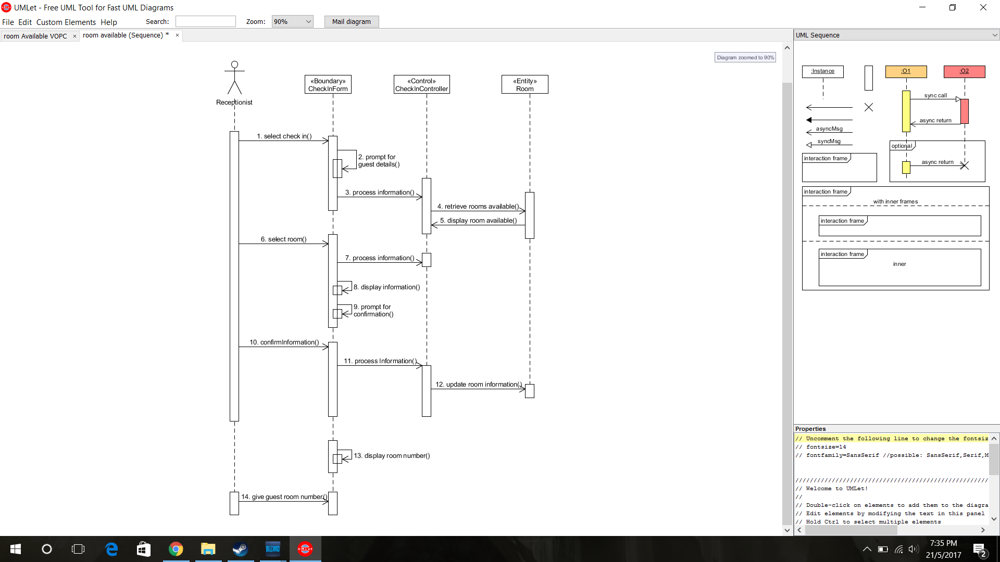 UMLet - Free UML Tool for Fast UML Diagrams
File Edit Custom Elements Help
Search:
Zoom: 90%
Mail diagram
room Available VOPC ×
room available (Sequence) * ×
UML Sequence
Diagram zoomed to 90%
Receptionist
«Boundary»
CheckInForm
«Control»
CheckInController
«Entity»
Room
1. select check in()
2. prompt for
guest details()
3. process information()
4. retrieve rooms available()
5. display room available()
6. select room()
7. process information()
8. display information()
9. prompt for
confirmation()
10. confirmInformation()
11. process Information()
12. update room information()
13. display room number()
14. give guest room number()
:Instance
:O1
:O2
sync call
async return
asyncMsg
syncMsg
optional
async return
interaction frame
interaction frame
with inner frames
interaction frame
interaction frame
inner
Properties
// Uncomment the following line to change the fontsiz
// fontsize=14
// fontfamily=SansSerif //possible: SansSerif,Serif,M
/////////////////////////////////////////////////////
// Welcome to UMLet!
//
// Double-click on elements to add them to the diagra
// Edit elements by modifying the text in this panel
// Hold Ctrl to select multiple elements
BLIZZARD
UMLet
7:35 PM
21/5/2017
2